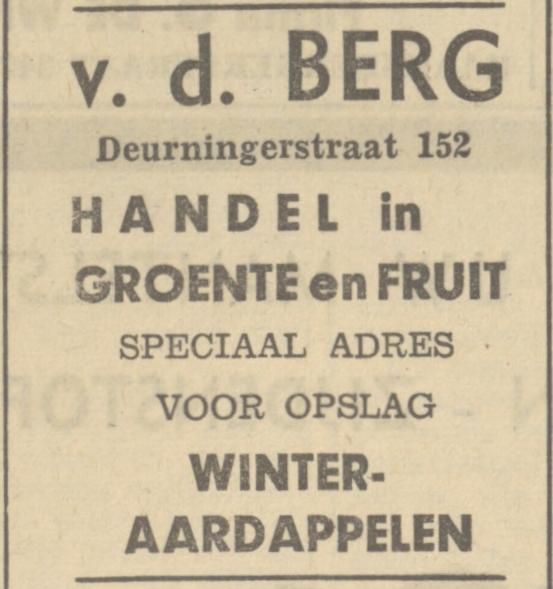 v. d. BERG
Deurningerstraat 152
HANDEL in
GROENTE en FRUIT
SPECIAAL ADRES
VOOR OPSLAG
WINTER-
AARDAPPELEN